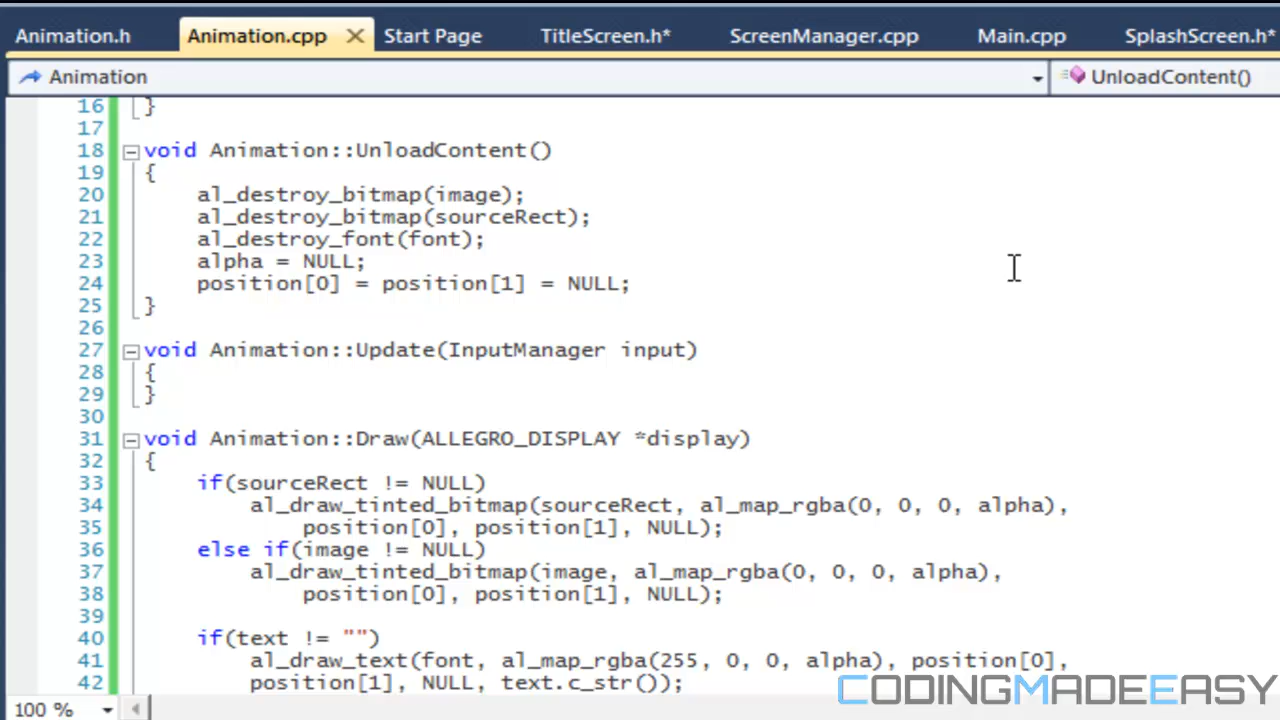 Animation.h Animation.cpp Start Page TitleScreen.h* ScreenManager.cpp Main.cpp SplashScreen.h*
Animation UnloadContent()
16 }
17
18 void Animation::UnloadContent()
19 {
20 al_destroy_bitmap(image);
21 al_destroy_bitmap(sourceRect);
22 al_destroy_font(font);
23 alpha = NULL;
24 position[0] = position[1] = NULL;
25 }
26
27 void Animation::Update(InputManager input)
28 {
29 }
30
31 void Animation::Draw(ALLEGRO_DISPLAY *display)
32 {
33 if(sourceRect != NULL)
34 al_draw_tinted_bitmap(sourceRect, al_map_rgba(0, 0, 0, alpha),
35 position[0], position[1], NULL);
36 else if(image != NULL)
37 al_draw_tinted_bitmap(image, al_map_rgba(0, 0, 0, alpha),
38 position[0], position[1], NULL);
39
40 if(text != "")
41 al_draw_text(font, al_map_rgba(255, 0, 0, alpha), position[0],
42 position[1], NULL, text.c_str());
100 %
CODINGMADEEASY